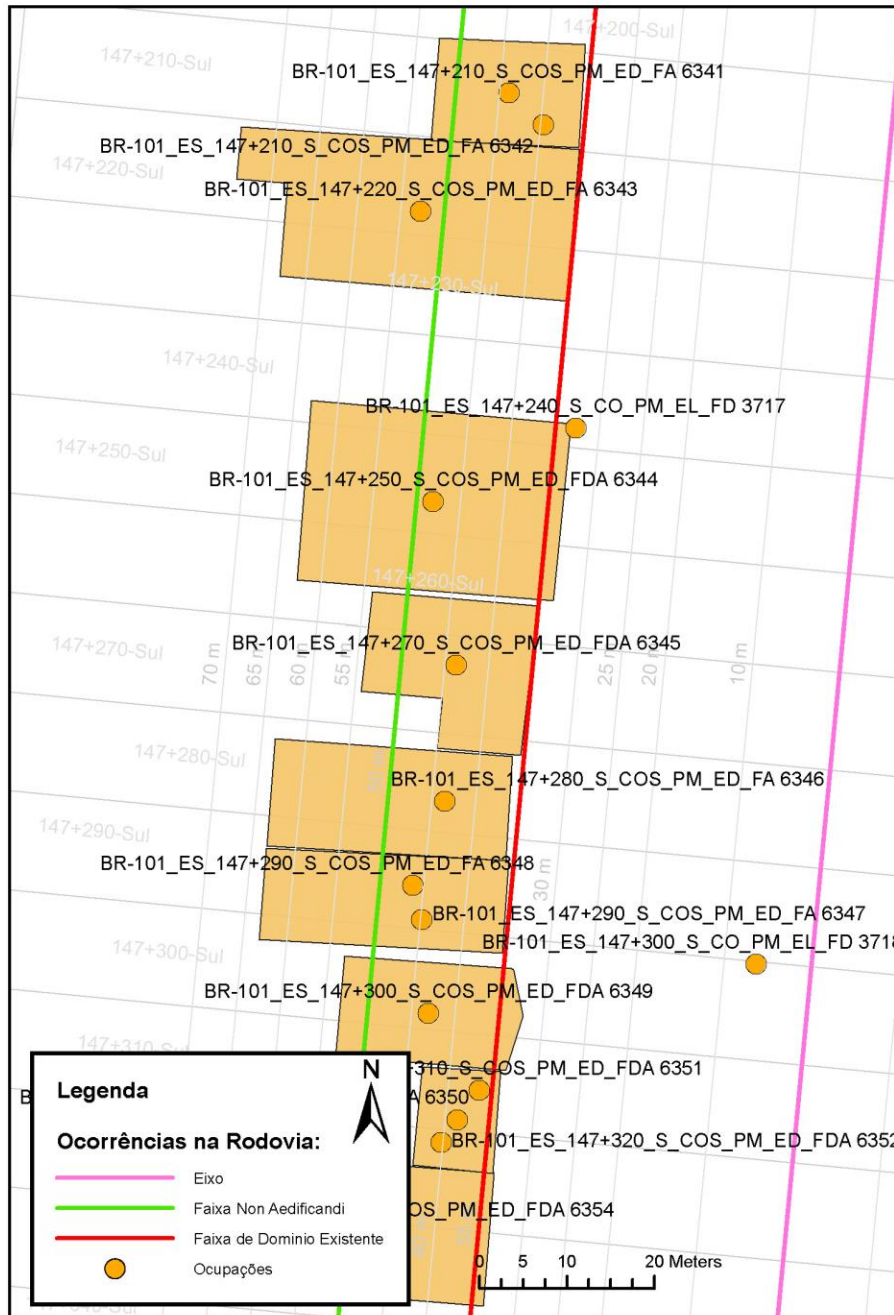 147+200-Sul
147+210-Sul
BR-101_ES_147+210_S_COS_PM_ED_FA 6341
BR-101_ES_147+210_S_COS_PM_ED_FA 6342
147+220-Sul
BR-101_ES_147+220_S_COS_PM_ED_FA 6343
147+230-Sul
147+240-Sul
BR-101_ES_147+240_S_CO_PM_EL_FD 3717
147+250-Sul
BR-101_ES_147+250_S_COS_PM_ED_FDA 6344
147+260-Sul
147+270-Sul
BR-101_ES_147+270_S_COS_PM_ED_FDA 6345
70 m
65 m
60 m
55 m
25 m
20 m
10 m
147+280-Sul
BR-101_ES_147+280_S_COS_PM_ED_FA 6346
147+290-Sul
BR-101_ES_147+290_S_COS_PM_ED_FA 6348
30 m
BR-101_ES_147+290_S_COS_PM_ED_FA 6347
147+300-Sul
BR-101_ES_147+300_S_CO_PM_EL_FD 3718
BR-101_ES_147+300_S_COS_PM_ED_FDA 6349
147+310-Sul
+310_S_COS_PM_ED_FDA 6351
A 6350
BR-101_ES_147+320_S_COS_PM_ED_FDA 6352
OS_PM_ED_FDA 6354
Legenda
N
Ocorrências na Rodovia:
Eixo
Faixa Non Aedificandi
Faixa de Dominio Existente
Ocupações
0 5 10 20 Meters